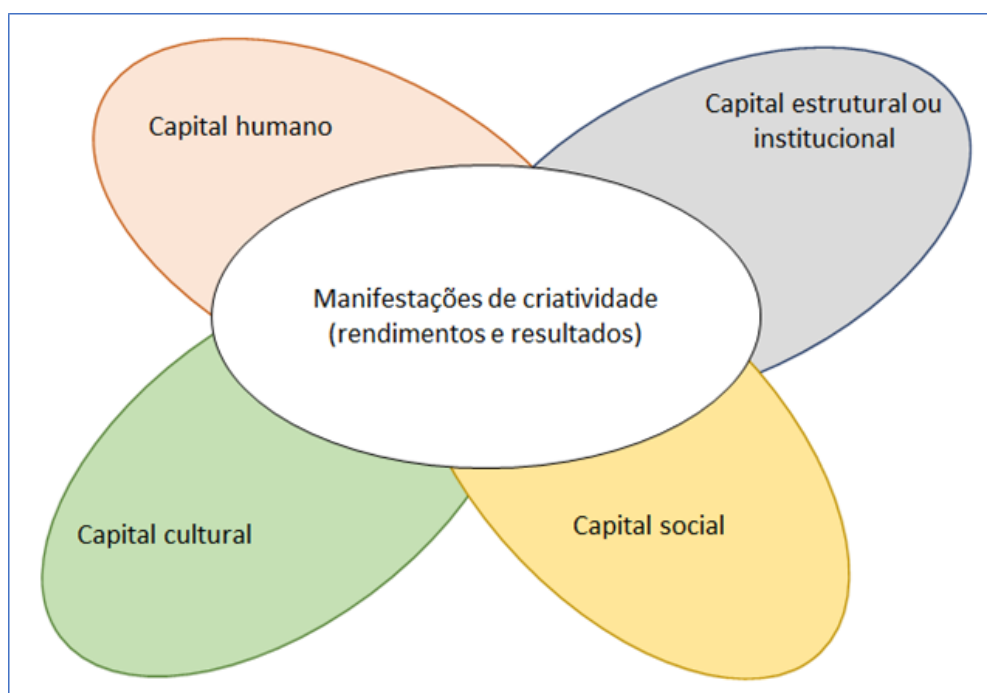 Capital humano
Capital estrutural ou
institucional
Manifestações de criatividade
(rendimentos e resultados)
Capital cultural
Capital social